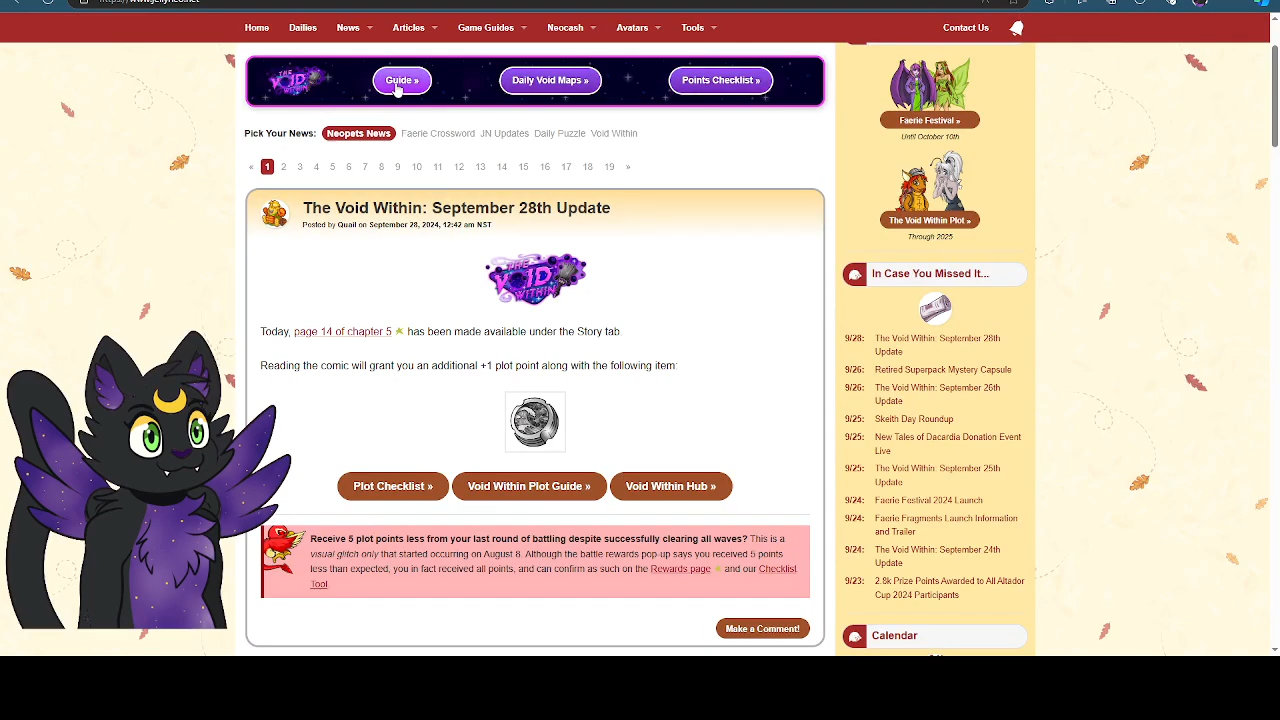 Home Dailies News Articles Game Guides Neocash Avatars Tools Contact Us
THE VOID WITHIN Guide » Daily Void Maps » Points Checklist »
Pick Your News: Neopets News Faerie Crossword JN Updates Daily Puzzle Void Within
« 1 2 3 4 5 6 7 8 9 10 11 12 13 14 15 16 17 18 19 »
The Void Within: September 28th Update
Posted by Quail on September 28, 2024, 12:42 am NST
THE VOID WITHIN
Today, page 14 of chapter 5 has been made available under the Story tab.
Reading the comic will grant you an additional +1 plot point along with the following item:
Plot Checklist » Void Within Plot Guide » Void Within Hub »
Receive 5 plot points less from your last round of battling despite successfully clearing all waves? This is a
visual glitch only that started occurring on August 8. Although the battle rewards pop-up says you received 5 points
less than expected, you in fact received all points, and can confirm as such on the Rewards page and our Checklist
Tool.
Make a Comment!
Faerie Festival »
Until October 10th
The Void Within Plot »
Through 2025
In Case You Missed It...
9/28: The Void Within: September 28th
Update
9/26: Retired Superpack Mystery Capsule
9/26: The Void Within: September 26th
Update
9/25: Skeith Day Roundup
9/25: New Tales of Dacardia Donation Event
Live
9/25: The Void Within: September 25th
Update
9/24: Faerie Festival 2024 Launch
9/24: Faerie Fragments Launch Information
and Trailer
9/24: The Void Within: September 24th
Update
9/23: 2.8k Prize Points Awarded to All Altador
Cup 2024 Participants
Calendar